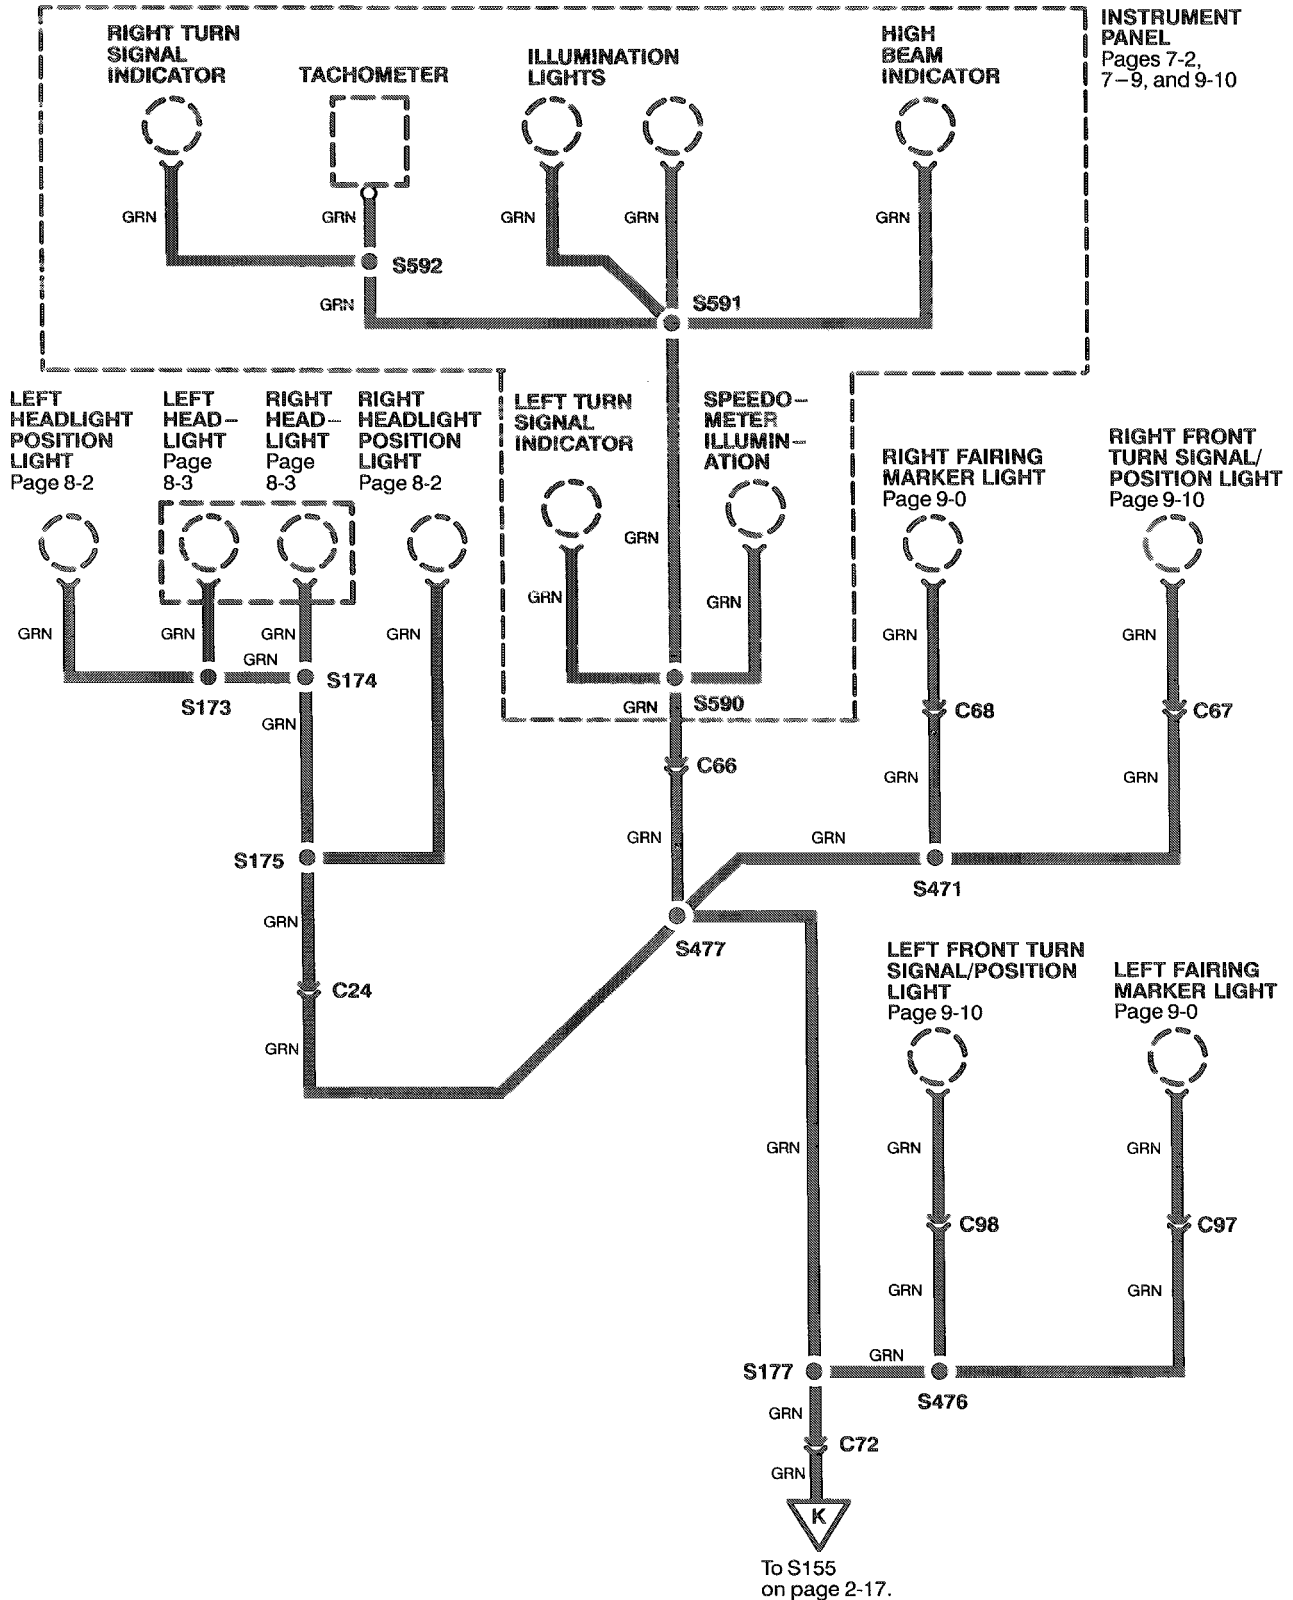 INSTRUMENT
PANEL
Pages 7-2,
7-9, and 9-10
RIGHT TURN
SIGNAL
INDICATOR
TACHOMETER
ILLUMINATION
LIGHTS
HIGH
BEAM
INDICATOR
GRN
GRN
GRN
GRN
GRN
S592
GRN
S591
LEFT
HEADLIGHT
POSITION
LIGHT
Page 8-2
LEFT
HEAD-
LIGHT
Page
8-3
RIGHT
HEAD-
LIGHT
Page
8-3
RIGHT
HEADLIGHT
POSITION
LIGHT
Page 8-2
LEFT TURN
SIGNAL
INDICATOR
SPEEDO-
METER
ILLUMIN-
ATION
RIGHT FAIRING
MARKER LIGHT
Page 9-0
RIGHT FRONT
TURN SIGNAL/
POSITION LIGHT
Page 9-10
GRN
GRN
GRN
GRN
GRN
GRN
GRN
GRN
GRN
GRN
GRN
S173
S174
GRN
S590
GRN
C68
C67
C66
GRN
GRN
GRN
GRN
S175
S471
GRN
S477
C24
GRN
LEFT FRONT TURN
SIGNAL/POSITION
LIGHT
Page 9-10
LEFT FAIRING
MARKER LIGHT
Page 9-0
GRN
GRN
GRN
C98
C97
GRN
GRN
S177
GRN
S476
GRN
C72
GRN
K
To S155
on page 2-17.